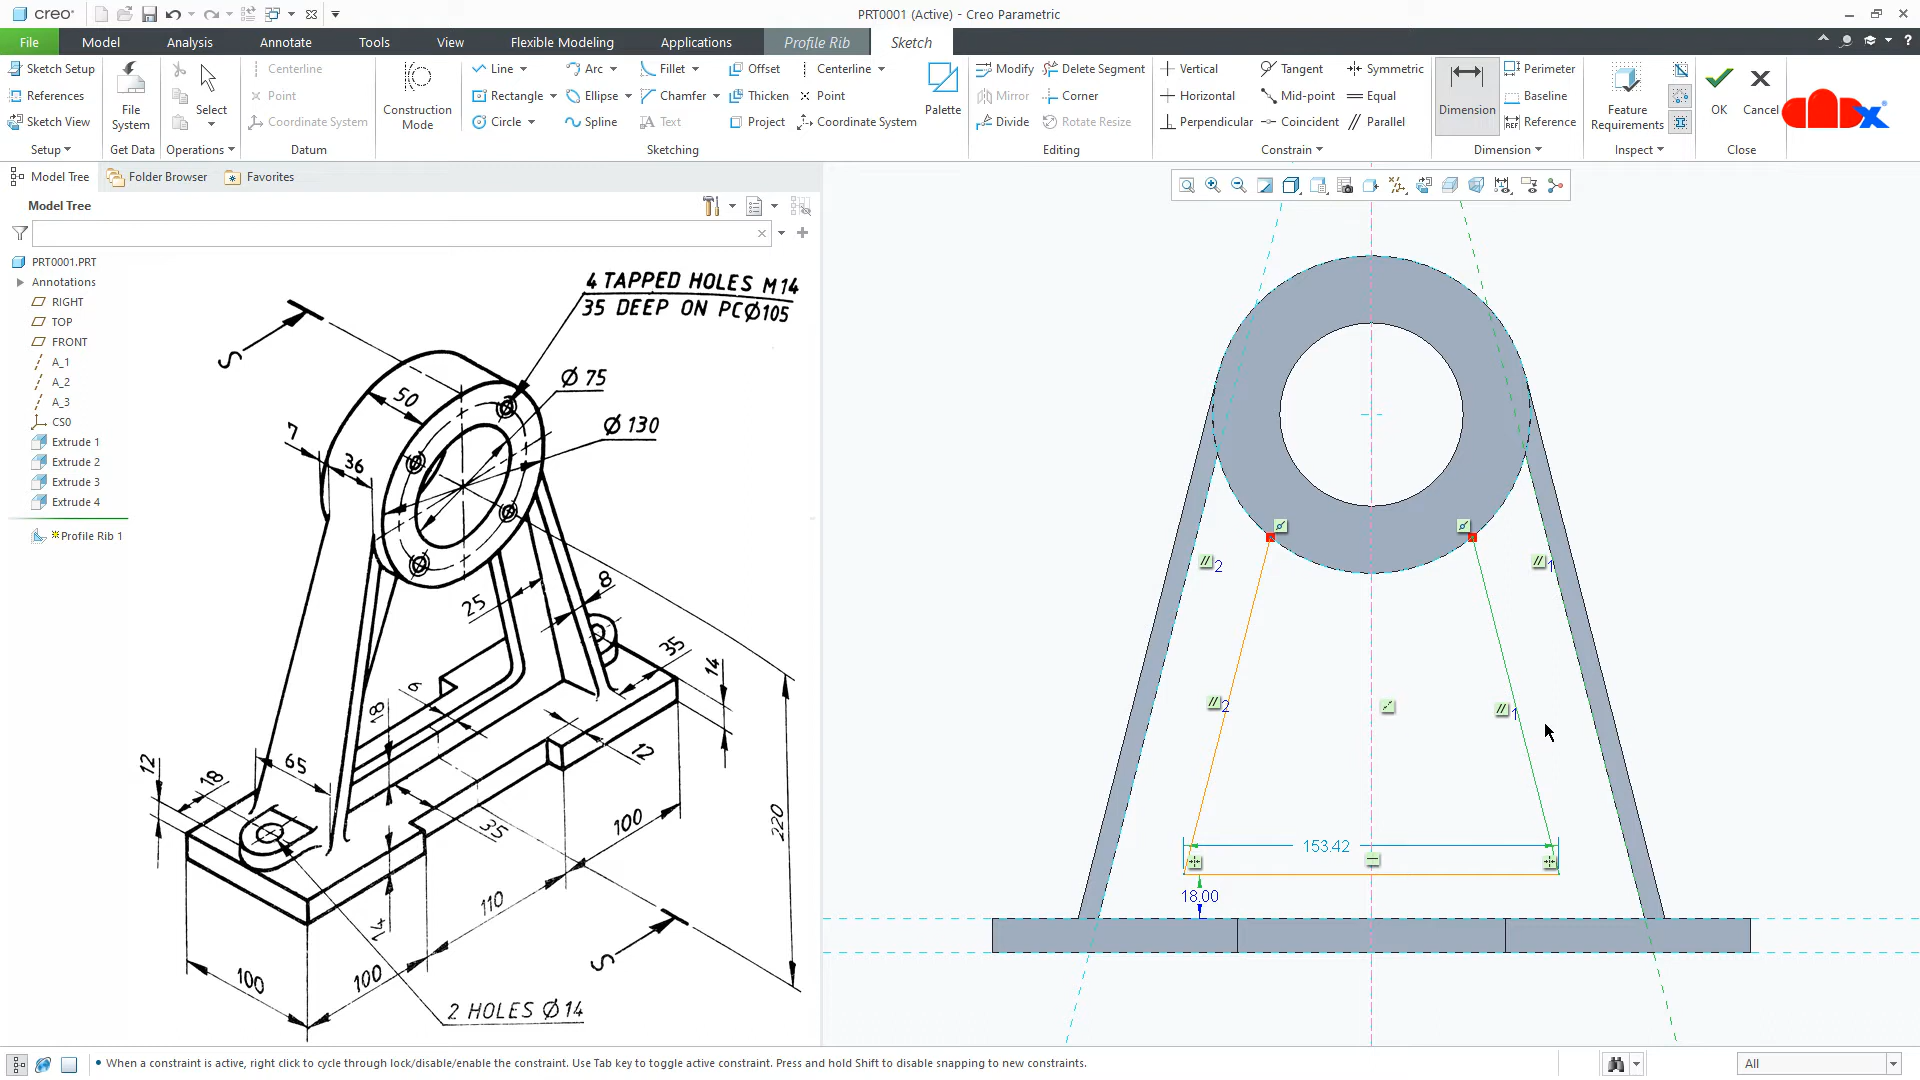 creo
PRT0001 (Active) - Creo Parametric
File
Model
Analysis
Annotate
Tools
View
Flexible Modeling
Applications
Profile Rib
Sketch
Sketch Setup
References
Sketch View
Setup
File System
Get Data
Select
Operations
Centerline
Point
Coordinate System
Datum
Construction Mode
Line
Arc
Fillet
Offset
Centerline
Rectangle
Ellipse
Chamfer
Thicken
Point
Circle
Spline
Text
Project
Coordinate System
Palette
Sketching
Modify
Delete Segment
Mirror
Corner
Divide
Rotate Resize
Editing
Vertical
Tangent
Symmetric
Horizontal
Mid-point
Equal
Perpendicular
Coincident
Parallel
Constrain
Dimension
Perimeter
Baseline
REF Reference
Dimension
Feature Requirements
Inspect
OK
Cancel
Close
Model Tree
Folder Browser
Favorites
Model Tree
PRT0001.PRT
Annotations
RIGHT
TOP
FRONT
A_1
A_2
A_3
CS0
Extrude 1
Extrude 2
Extrude 3
Extrude 4
Profile Rib 1
4 TAPPED HOLES M14
35 DEEP ON PCØ105
S
Ø 75
50
Ø 130
7
36
8
25
35
14
6
18
12
65
12
18
35
100
220
110
14
S
100
100
2 HOLES Ø14
2
1
2
1
153.42
18.00
When a constraint is active, right click to cycle through lock/disable/enable the constraint. Use Tab key to toggle active constraint. Press and hold Shift to disable snapping to new constraints.
All